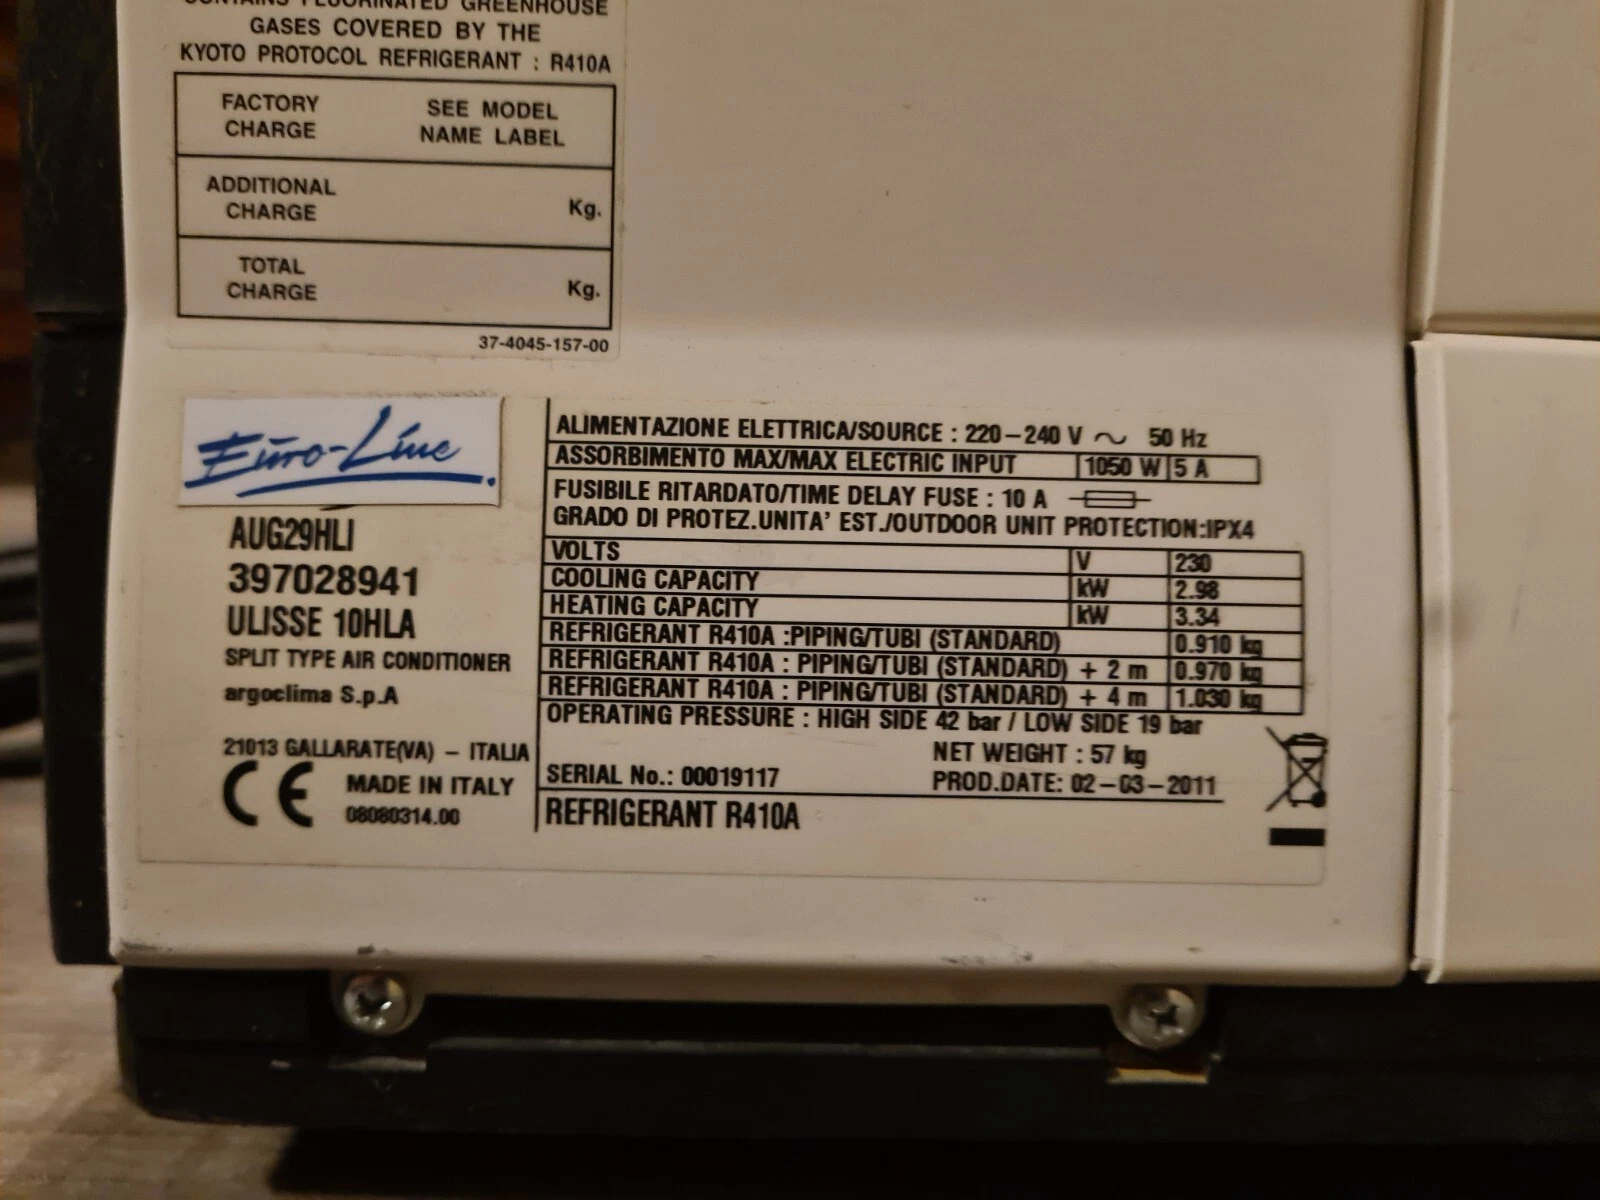 CONTAINS FLUORINATED GREENHOUSE
GASES COVERED BY THE
KYOTO PROTOCOL REFRIGERANT : R410A
FACTORY CHARGE SEE MODEL NAME LABEL
ADDITIONAL CHARGE Kg.
TOTAL CHARGE Kg.
37-4045-157-00
Euro-Line
AUG29HLI
397028941
ULISSE 10HLA
SPLIT TYPE AIR CONDITIONER
argoclima S.p.A
21013 GALLARATE(VA) – ITALIA
CE MADE IN ITALY
08080314.00
ALIMENTAZIONE ELETTRICA/SOURCE : 220–240 V ~ 50 Hz
ASSORBIMENTO MAX/MAX ELECTRIC INPUT 1050 W 5 A
FUSIBILE RITARDATO/TIME DELAY FUSE : 10 A
GRADO DI PROTEZ.UNITA' EST./OUTDOOR UNIT PROTECTION:IPX4
VOLTS V 230
COOLING CAPACITY kW 2.98
HEATING CAPACITY kW 3.34
REFRIGERANT R410A :PIPING/TUBI (STANDARD) 0.910 kg
REFRIGERANT R410A : PIPING/TUBI (STANDARD) + 2 m 0.970 kg
REFRIGERANT R410A : PIPING/TUBI (STANDARD) + 4 m 1.030 kg
OPERATING PRESSURE : HIGH SIDE 42 bar / LOW SIDE 19 bar
NET WEIGHT : 57 kg
SERIAL No.: 00019117 PROD.DATE: 02–03–2011
REFRIGERANT R410A